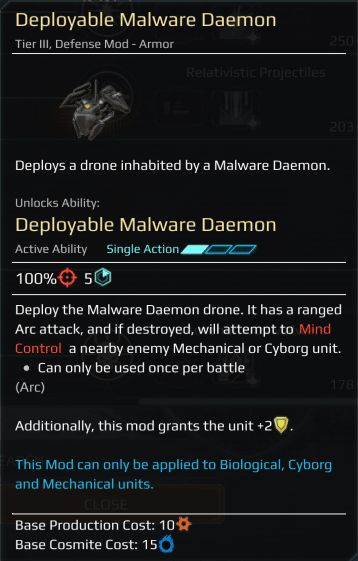 Deployable Malware Daemon
Tier III, Defense Mod - Armor
250
Relativistic Projectiles
203
Deploys a drone inhabited by a Malware Daemon.
Unlocks Ability:
Deployable Malware Daemon
Active Ability Single Action
100% 5
Deploy the Malware Daemon drone. It has a ranged
Arc attack, and if destroyed, will attempt to Mind
Control a nearby enemy Mechanical or Cyborg unit.
● Can only be used once per battle
178
(Arc)
Additionally, this mod grants the unit +2.
This Mod can only be applied to Biological, Cyborg
and Mechanical units.
CLOSE
Base Production Cost: 10
Base Cosmite Cost: 15